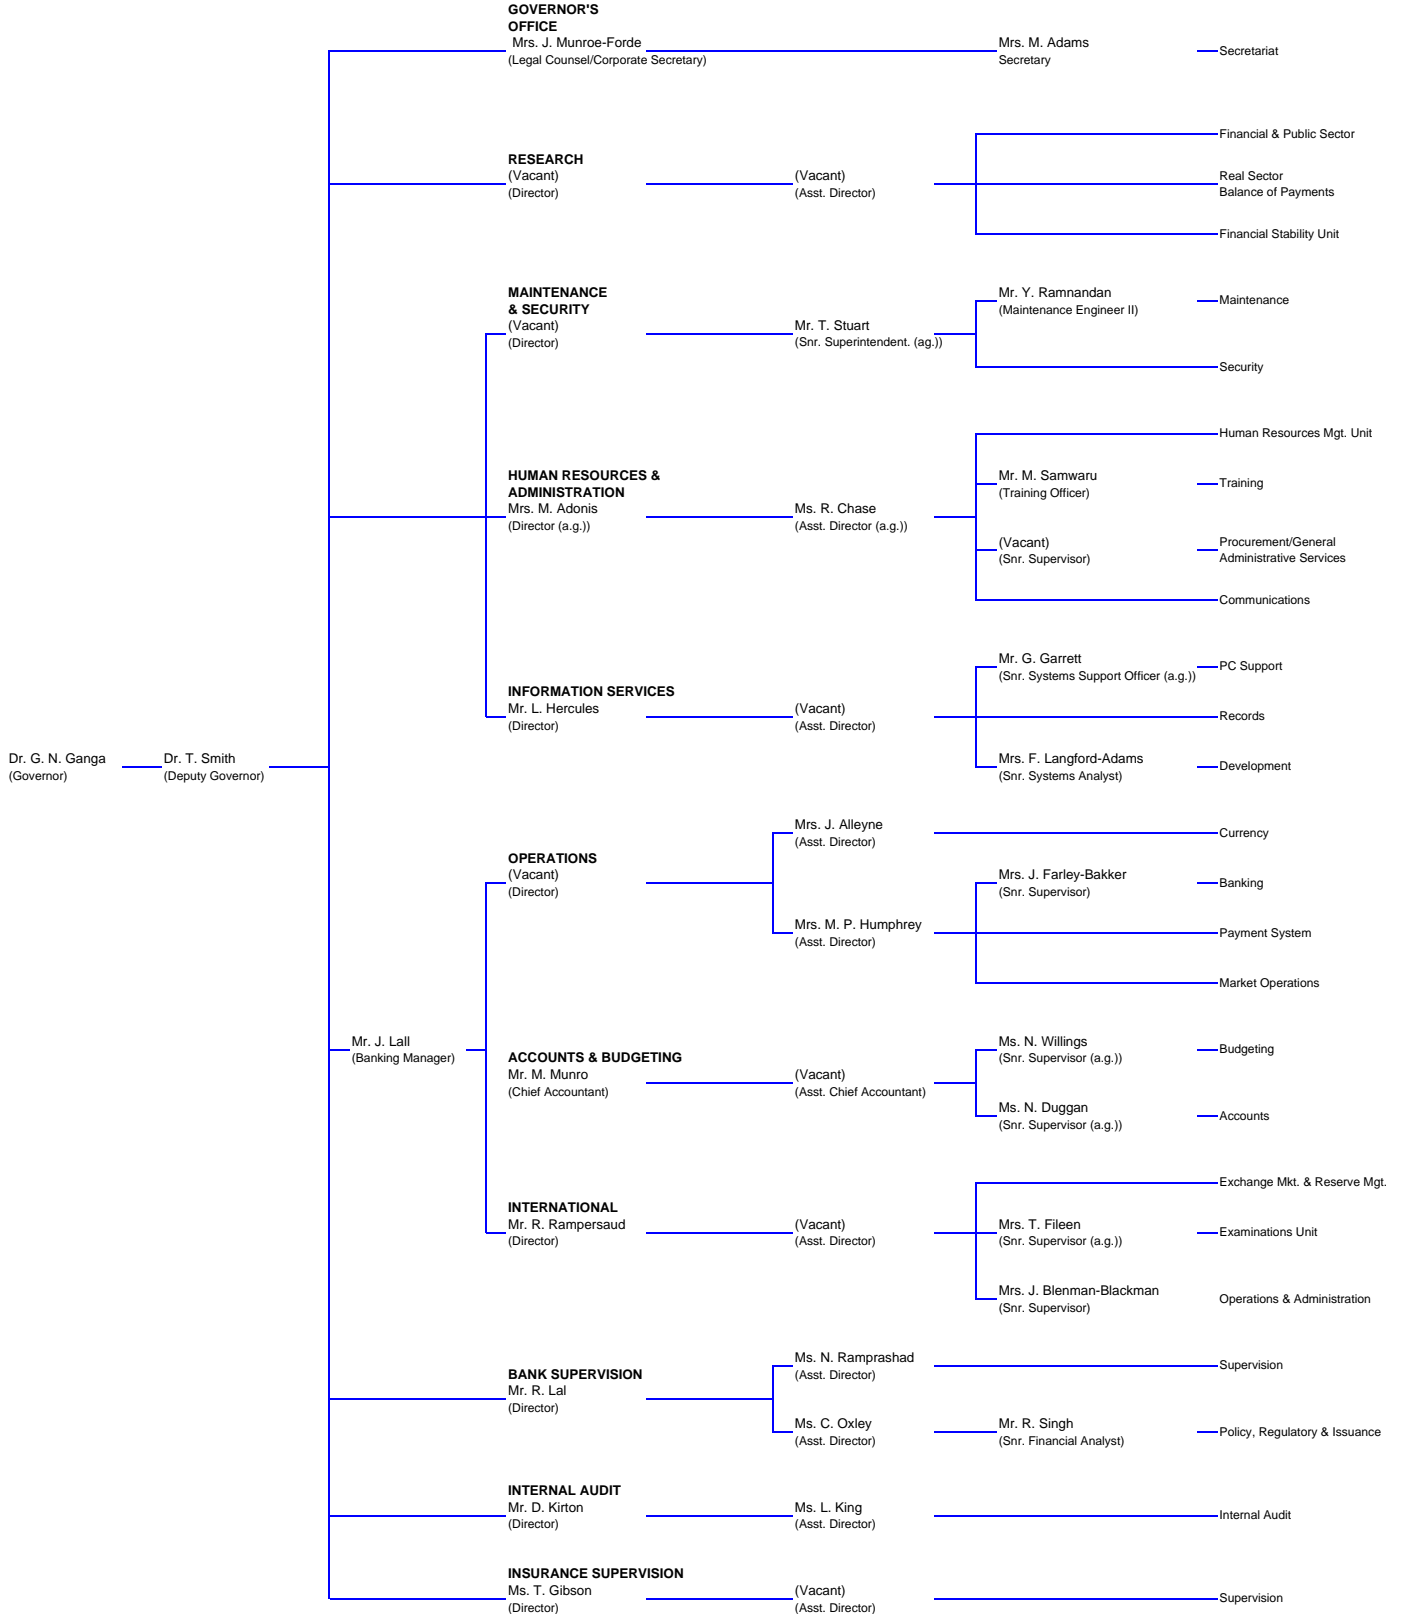 GOVERNOR'S
OFFICE
Mrs. J. Munroe-Forde
(Legal Counsel/Corporate Secretary)
Mrs. M. Adams
Secretary
Secretariat
RESEARCH
(Vacant)
(Director)
(Vacant)
(Asst. Director)
Financial & Public Sector
Real Sector
Balance of Payments
Financial Stability Unit
MAINTENANCE
& SECURITY
(Vacant)
(Director)
Mr. T. Stuart
(Snr. Superintendent. (ag.))
Mr. Y. Ramnandan
(Maintenance Engineer II)
Maintenance
Security
HUMAN RESOURCES &
ADMINISTRATION
Mrs. M. Adonis
(Director (a.g.))
Ms. R. Chase
(Asst. Director (a.g.))
Human Resources Mgt. Unit
Mr. M. Samwaru
(Training Officer)
Training
(Vacant)
(Snr. Supervisor)
Procurement/General
Administrative Services
Communications
INFORMATION SERVICES
Mr. L. Hercules
(Director)
(Vacant)
(Asst. Director)
Mr. G. Garrett
(Snr. Systems Support Officer (a.g.))
PC Support
Records
Mrs. F. Langford-Adams
(Snr. Systems Analyst)
Development
Dr. G. N. Ganga
(Governor)
Dr. T. Smith
(Deputy Governor)
OPERATIONS
(Vacant)
(Director)
Mrs. J. Alleyne
(Asst. Director)
Currency
Mrs. M. P. Humphrey
(Asst. Director)
Mrs. J. Farley-Bakker
(Snr. Supervisor)
Banking
Payment System
Market Operations
Mr. J. Lall
(Banking Manager)
ACCOUNTS & BUDGETING
Mr. M. Munro
(Chief Accountant)
(Vacant)
(Asst. Chief Accountant)
Ms. N. Willings
(Snr. Supervisor (a.g.))
Budgeting
Ms. N. Duggan
(Snr. Supervisor (a.g.))
Accounts
INTERNATIONAL
Mr. R. Rampersaud
(Director)
(Vacant)
(Asst. Director)
Exchange Mkt. & Reserve Mgt.
Mrs. T. Fileen
(Snr. Supervisor (a.g.))
Examinations Unit
Mrs. J. Blenman-Blackman
(Snr. Supervisor)
Operations & Administration
BANK SUPERVISION
Mr. R. Lal
(Director)
Ms. N. Ramprashad
(Asst. Director)
Supervision
Ms. C. Oxley
(Asst. Director)
Mr. R. Singh
(Snr. Financial Analyst)
Policy, Regulatory & Issuance
INTERNAL AUDIT
Mr. D. Kirton
(Director)
Ms. L. King
(Asst. Director)
Internal Audit
INSURANCE SUPERVISION
Ms. T. Gibson
(Director)
(Vacant)
(Asst. Director)
Supervision